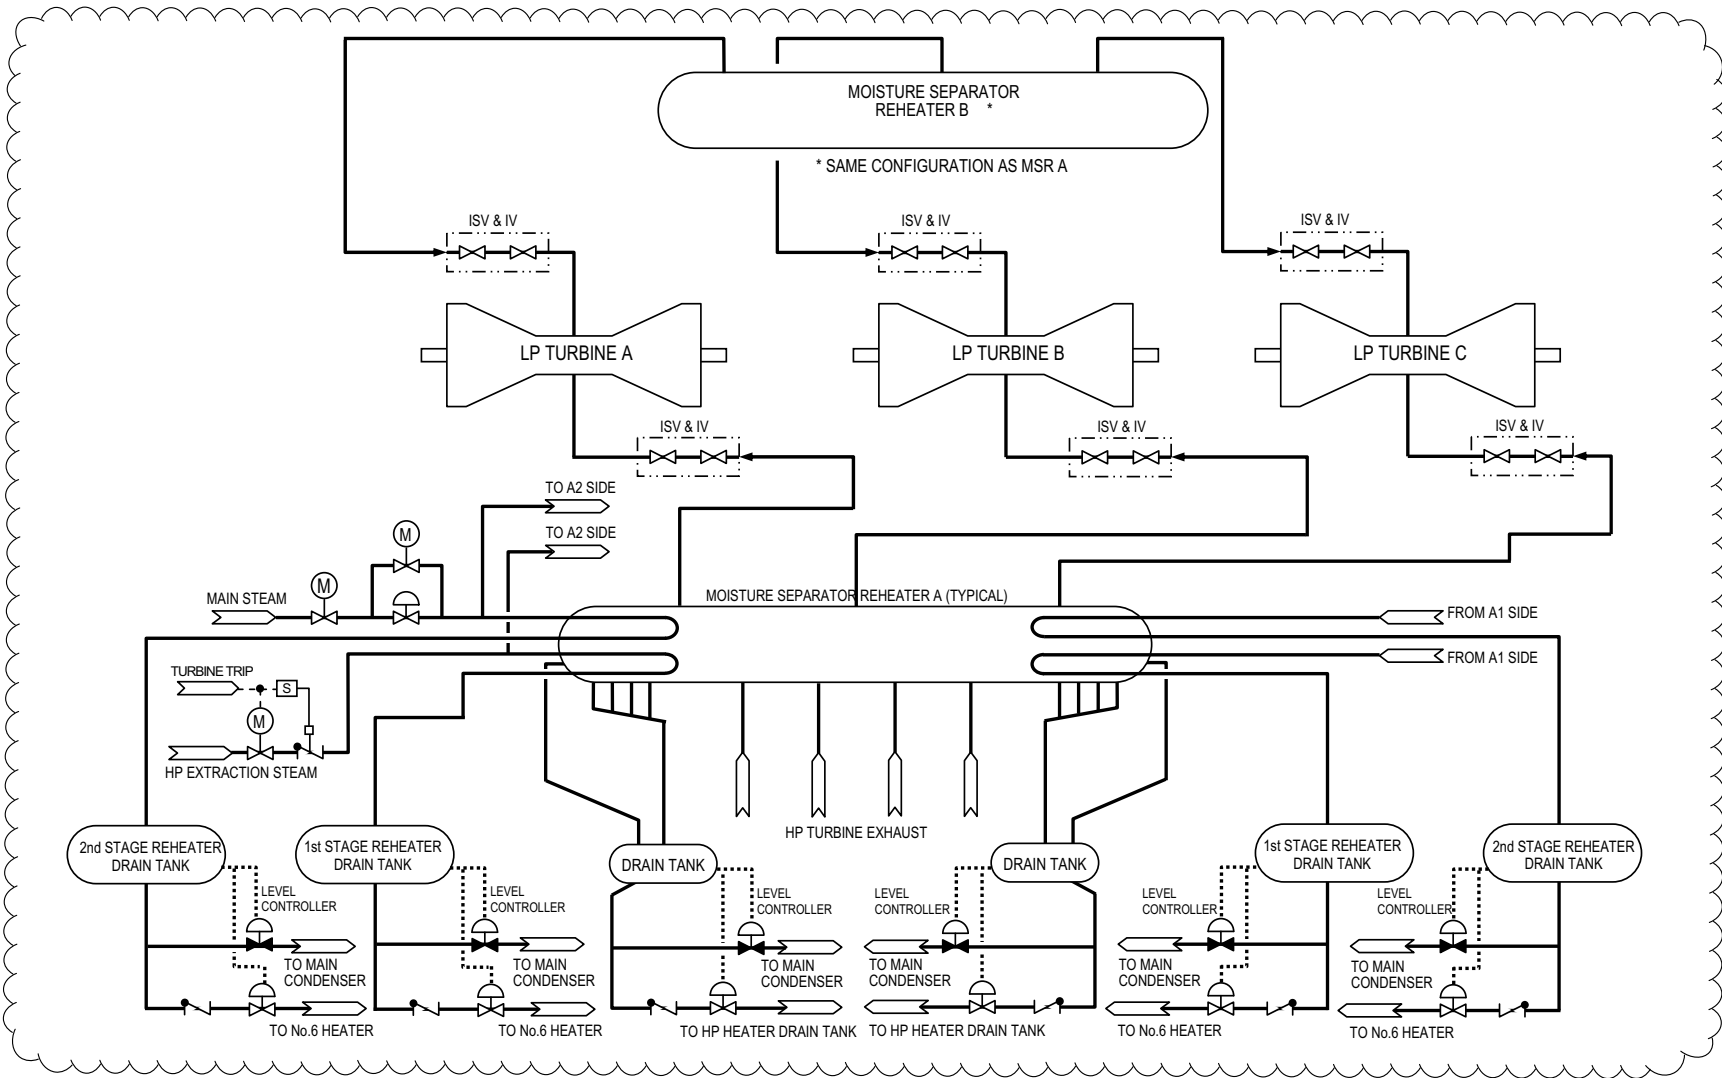 MOISTURE SEPARATOR
REHEATER B *
* SAME CONFIGURATION AS MSR A
ISV & IV
ISV & IV
ISV & IV
LP TURBINE A
LP TURBINE B
LP TURBINE C
ISV & IV
ISV & IV
ISV & IV
TO A2 SIDE
TO A2 SIDE
M
M
MAIN STEAM
MOISTURE SEPARATOR REHEATER A (TYPICAL)
FROM A1 SIDE
FROM A1 SIDE
TURBINE TRIP
S
M
HP EXTRACTION STEAM
HP TURBINE EXHAUST
2nd STAGE REHEATER
DRAIN TANK
1st STAGE REHEATER
DRAIN TANK
DRAIN TANK
DRAIN TANK
1st STAGE REHEATER
DRAIN TANK
2nd STAGE REHEATER
DRAIN TANK
LEVEL
CONTROLLER
LEVEL
CONTROLLER
LEVEL
CONTROLLER
LEVEL
CONTROLLER
LEVEL
CONTROLLER
LEVEL
CONTROLLER
TO MAIN
CONDENSER
TO MAIN
CONDENSER
TO MAIN
CONDENSER
TO MAIN
CONDENSER
TO MAIN
CONDENSER
TO MAIN
CONDENSER
TO No.6 HEATER
TO No.6 HEATER
TO HP HEATER DRAIN TANK
TO HP HEATER DRAIN TANK
TO No.6 HEATER
TO No.6 HEATER